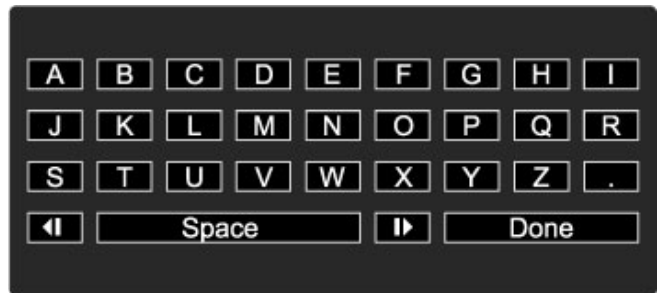 A B C D E F G H I
J K L M N O P Q R
S T U V W X Y Z .
Space Done